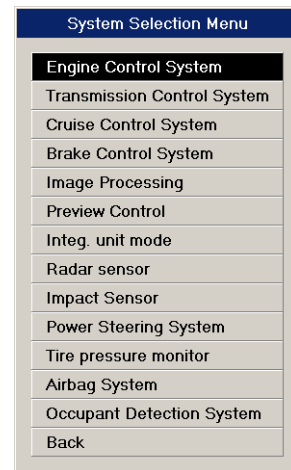 System Selection Menu
Engine Control System
Transmission Control System
Cruise Control System
Brake Control System
Image Processing
Preview Control
Integ. unit mode
Radar sensor
Impact Sensor
Power Steering System
Tire pressure monitor
Airbag System
Occupant Detection System
Back